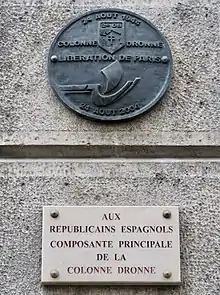 24 AOUT 1944
COLONNE DRONNE
LIBERATION DE PARIS
24 AOUT 2004
AUX
REPUBLICAINS ESPAGNOLS
COMPOSANTE PRINCIPALE
DE LA
COLONNE DRONNE